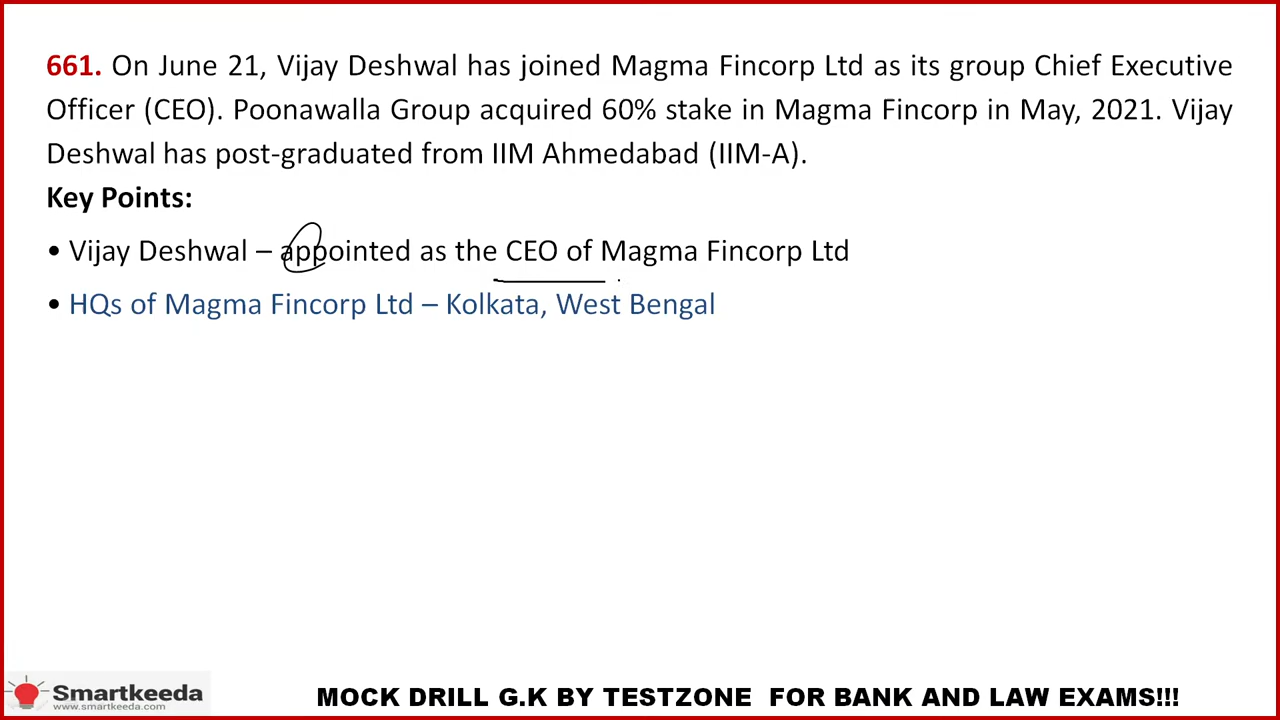 661. On June 21, Vijay Deshwal has joined Magma Fincorp Ltd as its group Chief Executive
Officer (CEO). Poonawalla Group acquired 60% stake in Magma Fincorp in May, 2021. Vijay
Deshwal has post-graduated from IIM Ahmedabad (IIM-A).
Key Points:
• Vijay Deshwal – appointed as the CEO of Magma Fincorp Ltd
• HQs of Magma Fincorp Ltd – Kolkata, West Bengal
Smartkeeda
www.smartkeeda.com
MOCK DRILL G.K BY TESTZONE FOR BANK AND LAW EXAMS!!!